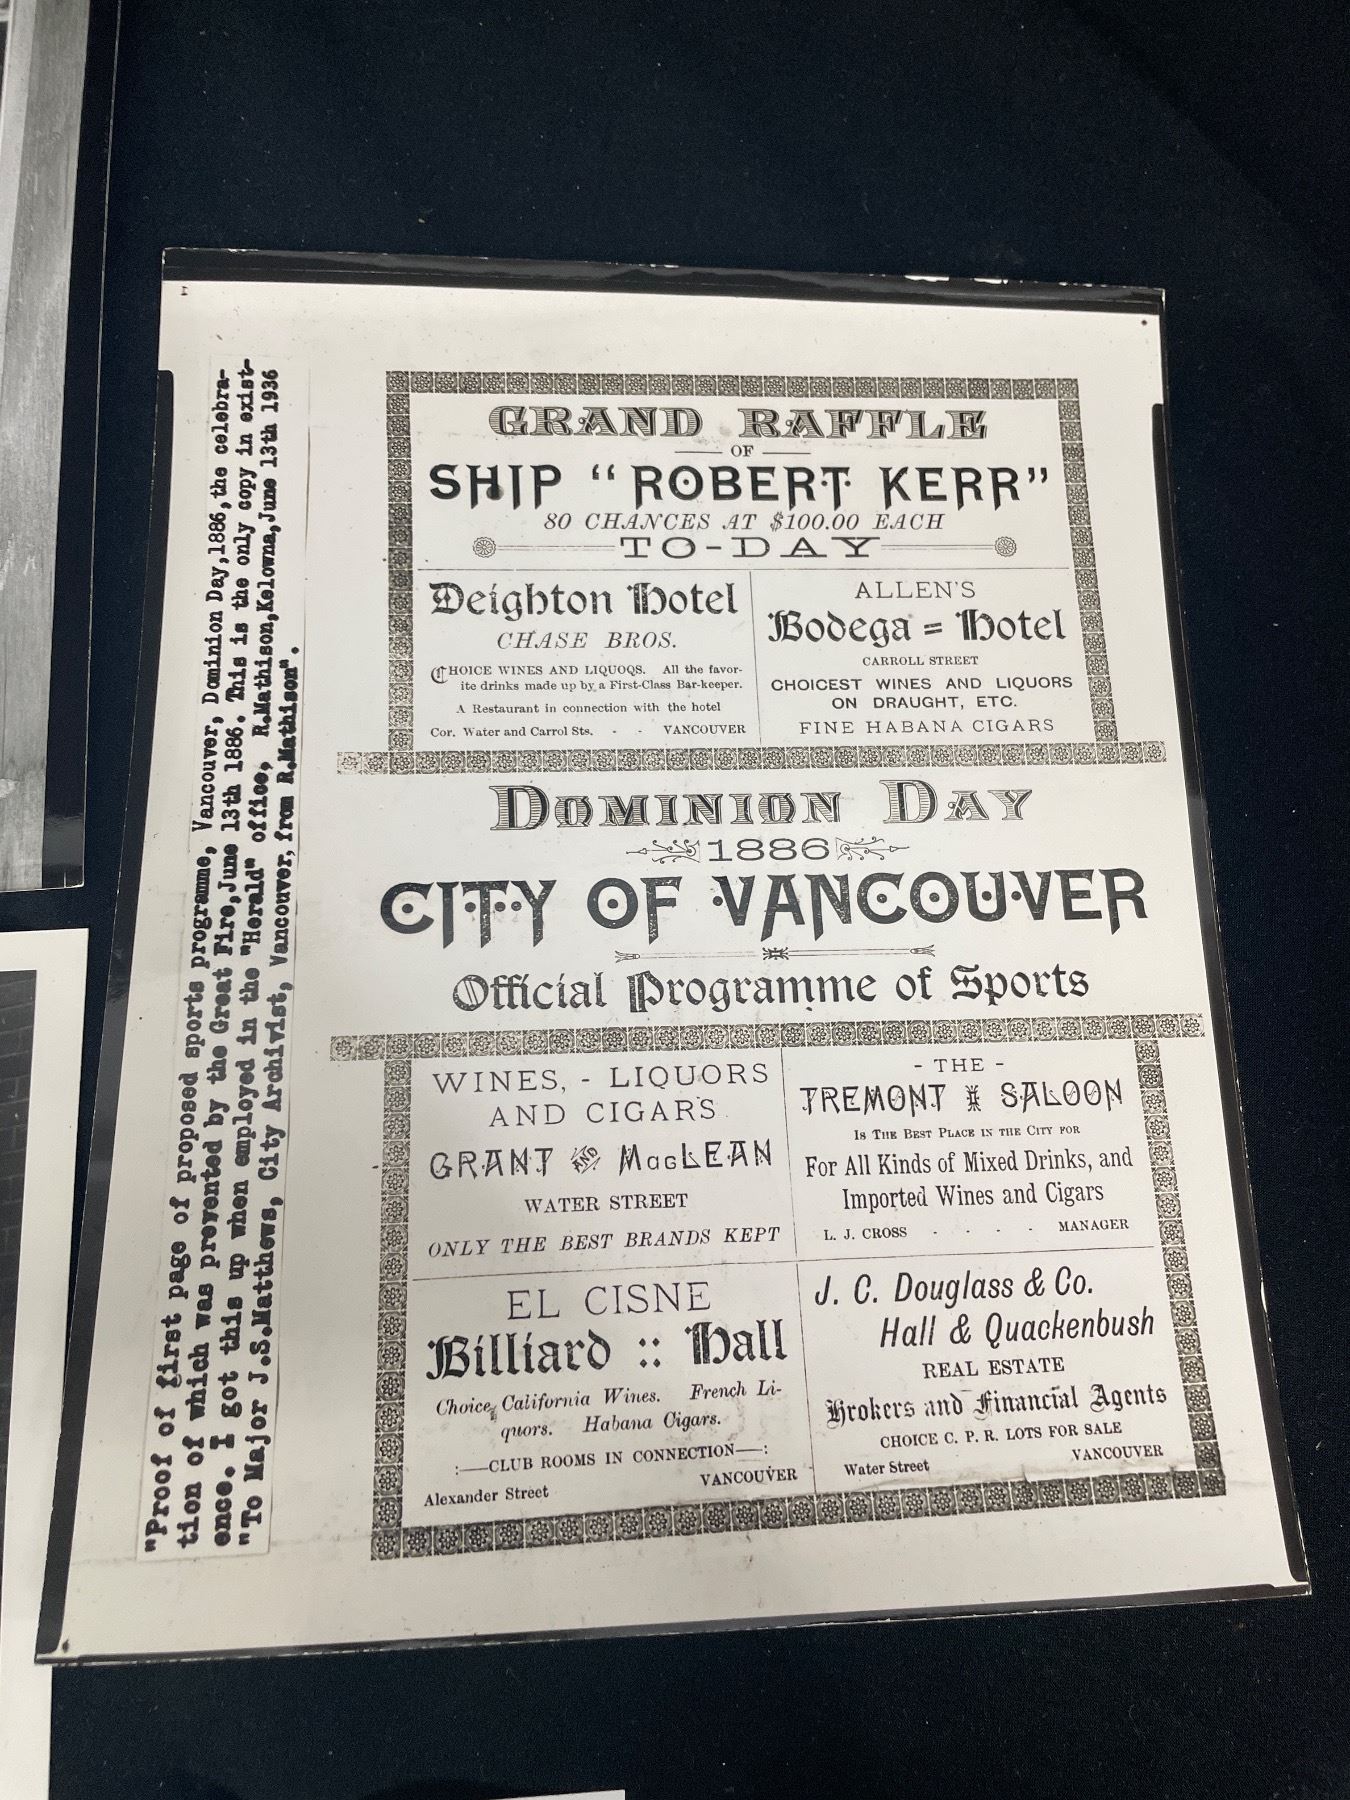 "Proof of first page of proposed sports programme, Vancouver, Dominion Day,1886, the celebra-
tion of which was prevented by the Great Fire,June 13th 1886. This is the only copy in exist-
ence. I got this up when employed in the "Herald" office, R.Mathison,Kelowna,June 13th 1936
"To Major J.S.Matthews, City Archivist, Vancouver, from R.Mathison".
GRAND RAFFLE
OF
SHIP "ROBERT KERR"
80 CHANCES AT $100.00 EACH
TO-DAY
Deighton Hotel
CHASE BROS.
CHOICE WINES AND LIQUOQS. All the favor-
ite drinks made up by a First-Class Bar-keeper.
A Restaurant in connection with the hotel
Cor. Water and Carrol Sts. - - VANCOUVER
ALLEN'S
Bodega = Hotel
CARROLL STREET
CHOICEST WINES AND LIQUORS
ON DRAUGHT, ETC.
FINE HABANA CIGARS
DOMINION DAY
1886
CITY OF VANCOUVER
Official Programme of Sports
WINES, - LIQUORS
AND CIGARS
GRANT AND MacLEAN
WATER STREET
ONLY THE BEST BRANDS KEPT
- THE -
TREMONT SALOON
IS THE BEST PLACE IN THE CITY FOR
For All Kinds of Mixed Drinks, and
Imported Wines and Cigars
L. J. CROSS - - - - MANAGER
EL CISNE
Billiard :: Hall
Choice California Wines. French Li-
quors. Habana Cigars.
:—CLUB ROOMS IN CONNECTION—:
Alexander Street VANCOUVER
J. C. Douglass & Co.
Hall & Quackenbush
REAL ESTATE
Brokers and Financial Agents
CHOICE C. P. R. LOTS FOR SALE
Water Street VANCOUVER